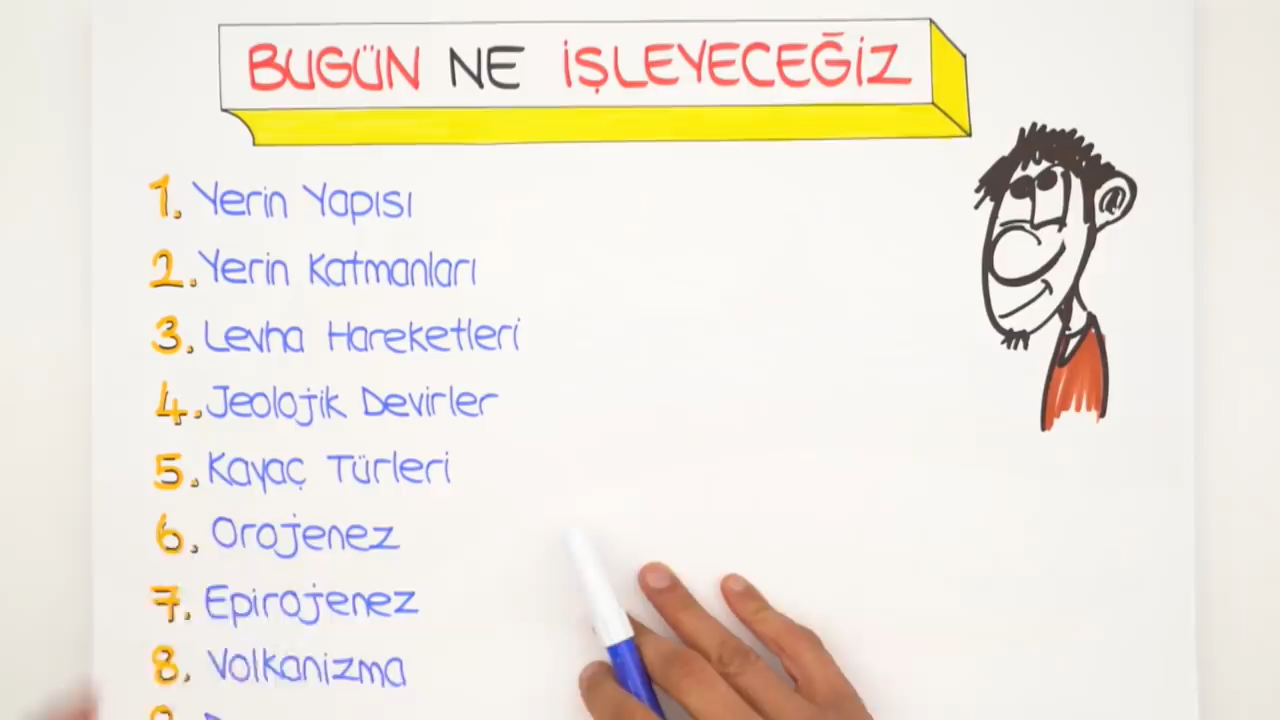 BUGÜN NE İŞLEYECEĞİZ
1. Yerin Yapısı
2. Yerin Katmanları
3. Levha Hareketleri
4. Jeolojik Devirler
5. Kayaç Türleri
6. Orojenez
7. Epirojenez
8. Volkanizma